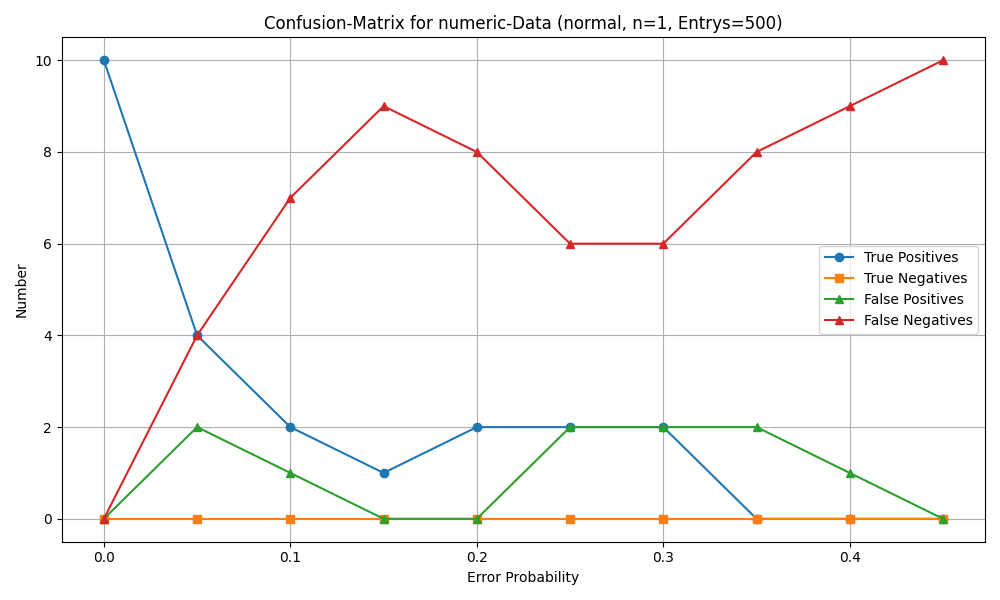 Confusion-Matrix for numeric-Data (normal, n=1, Entrys=500)
10
8
6
4
2
0
Number
True Positives
True Negatives
False Positives
False Negatives
0.0 0.1 0.2 0.3 0.4
Error Probability